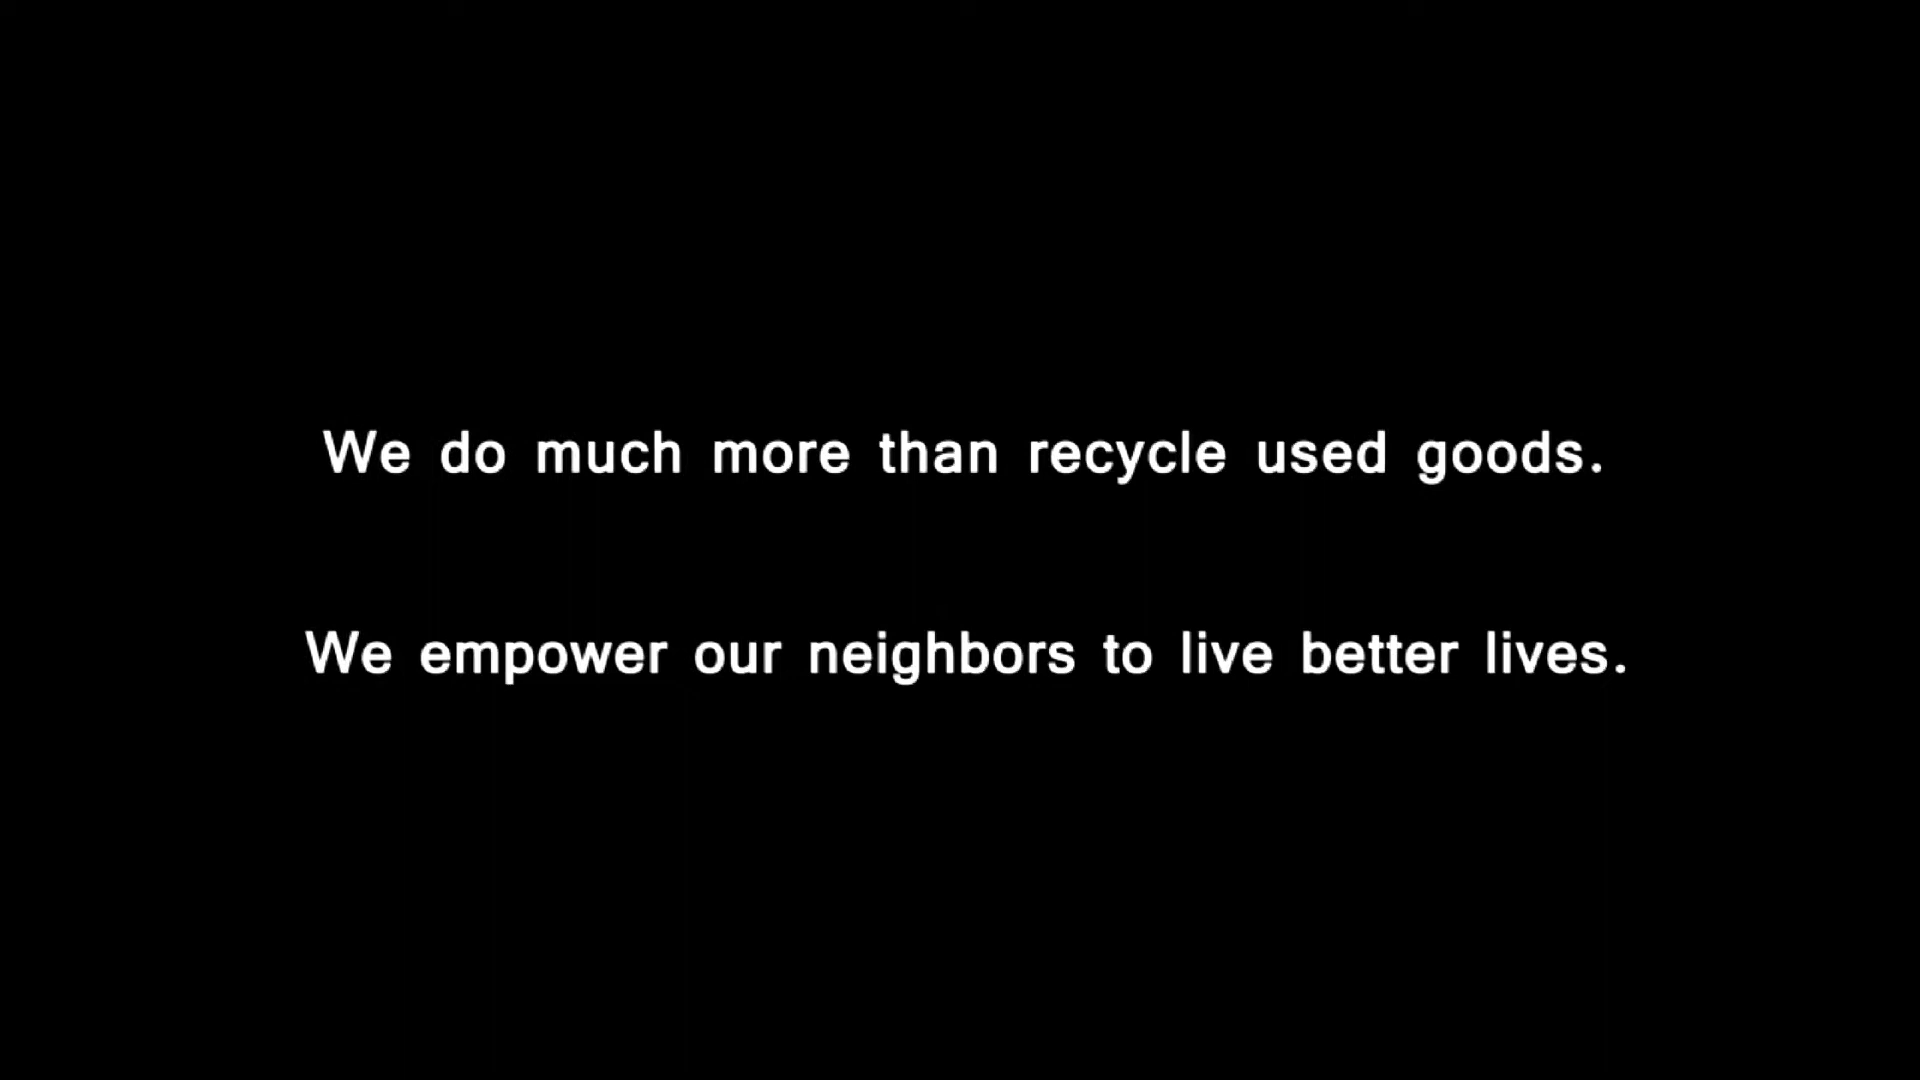 We do much more than recycle used goods.
We empower our neighbors to live better lives.